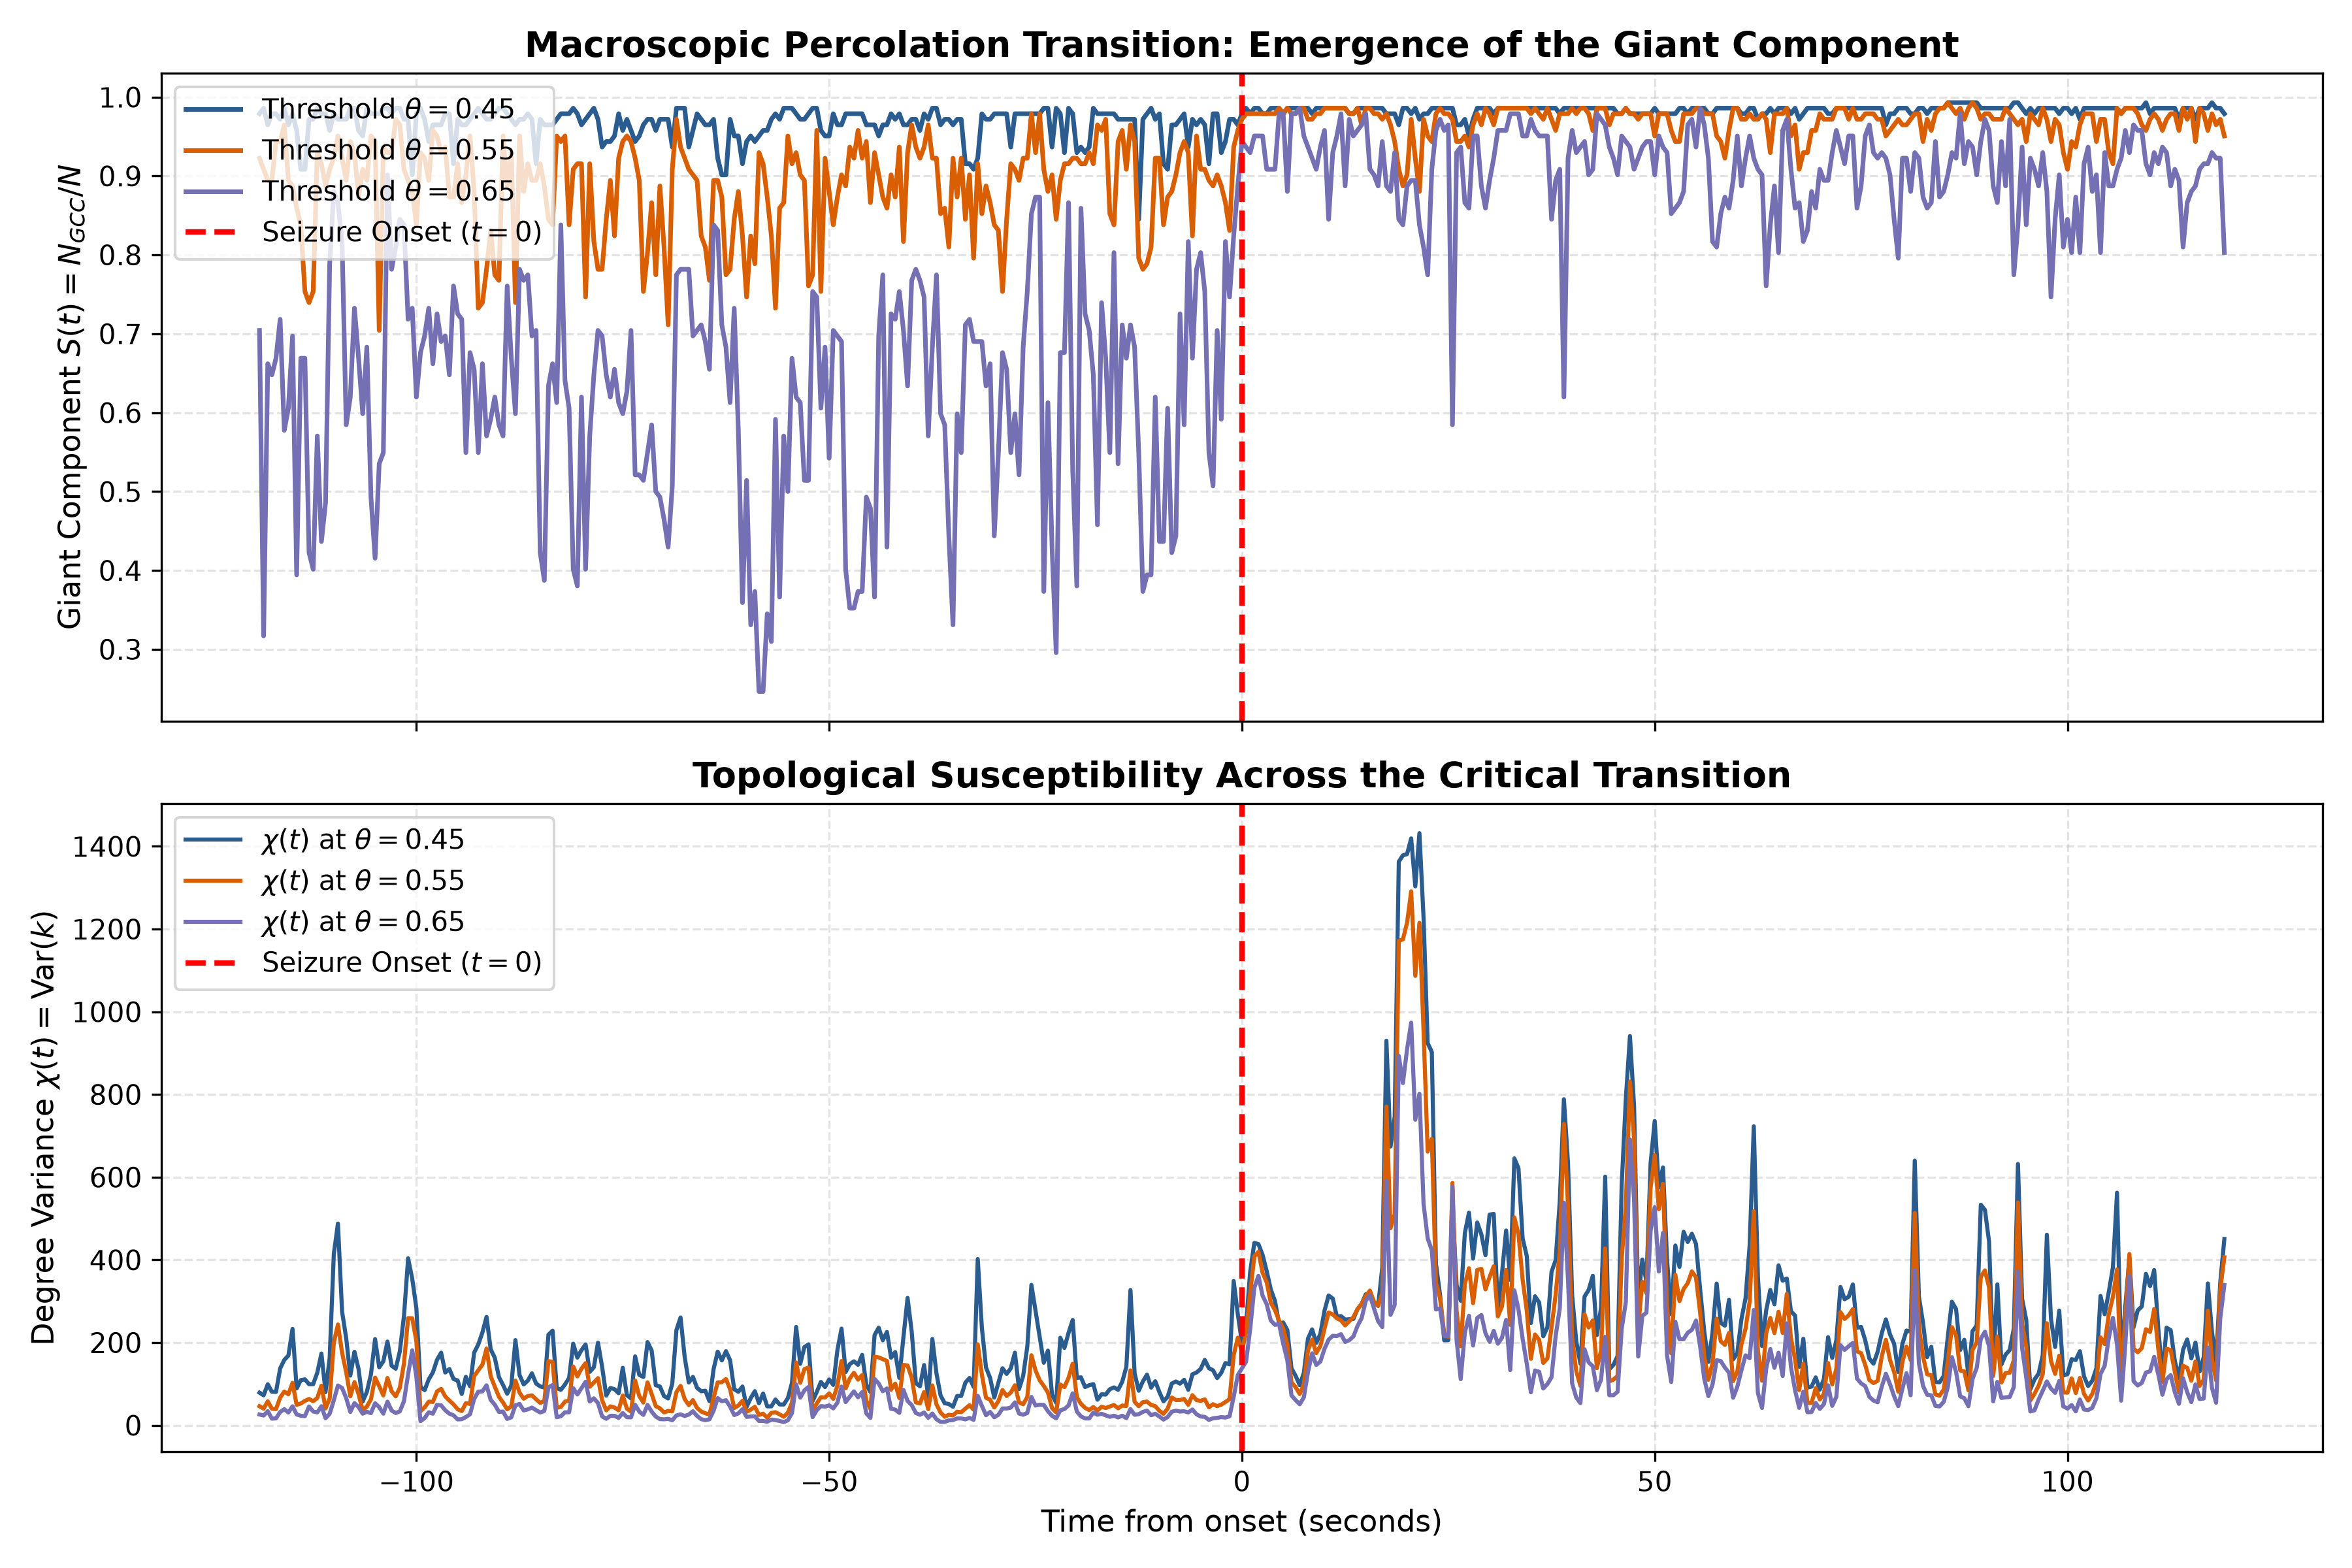 Macroscopic Percolation Transition: Emergence of the Giant Component
Giant Component S(t) = N_GCC/N
1.0
0.9
0.8
0.7
0.6
0.5
0.4
0.3
Threshold θ = 0.45
Threshold θ = 0.55
Threshold θ = 0.65
Seizure Onset (t = 0)
Topological Susceptibility Across the Critical Transition
Degree Variance χ(t) = Var(k)
1400
1200
1000
800
600
400
200
0
χ(t) at θ = 0.45
χ(t) at θ = 0.55
χ(t) at θ = 0.65
Seizure Onset (t = 0)
−100
−50
0
50
100
Time from onset (seconds)